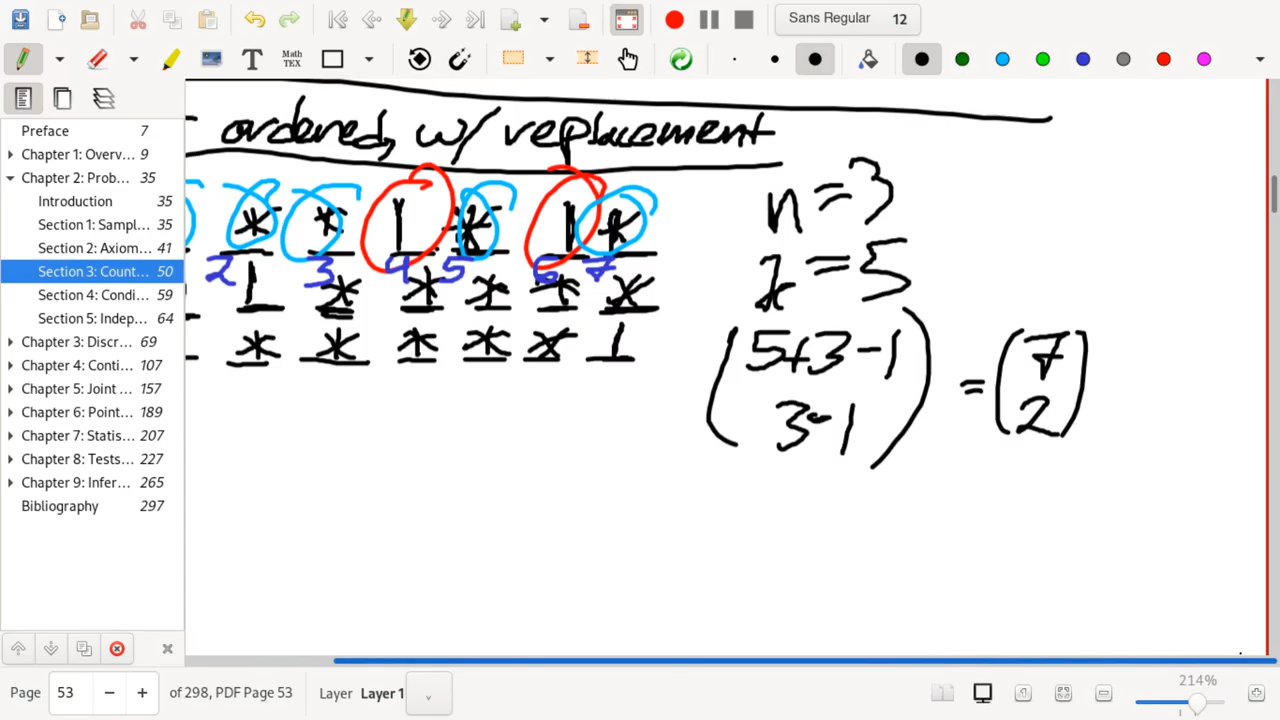 Sans Regular 12
T Math TEX
Preface 7
Chapter 1: Overv... 9
Chapter 2: Prob... 35
Introduction 35
Section 1: Sampl... 35
Section 2: Axiom... 41
Section 3: Count... 50
Section 4: Condi... 59
Section 5: Indep... 64
Chapter 3: Discr... 69
Chapter 4: Conti... 107
Chapter 5: Joint ... 157
Chapter 6: Point... 189
Chapter 7: Statis... 207
Chapter 8: Tests... 227
Chapter 9: Infer... 265
Bibliography 297
ordered, w/ replacement
* * | * | *
2 3 4 5 6 7
| * * * * *
* * * * * |
n = 3
= 5
(5+3-1
3-1) = (7
2)
Page 53 of 298, PDF Page 53 Layer Layer 1 214%